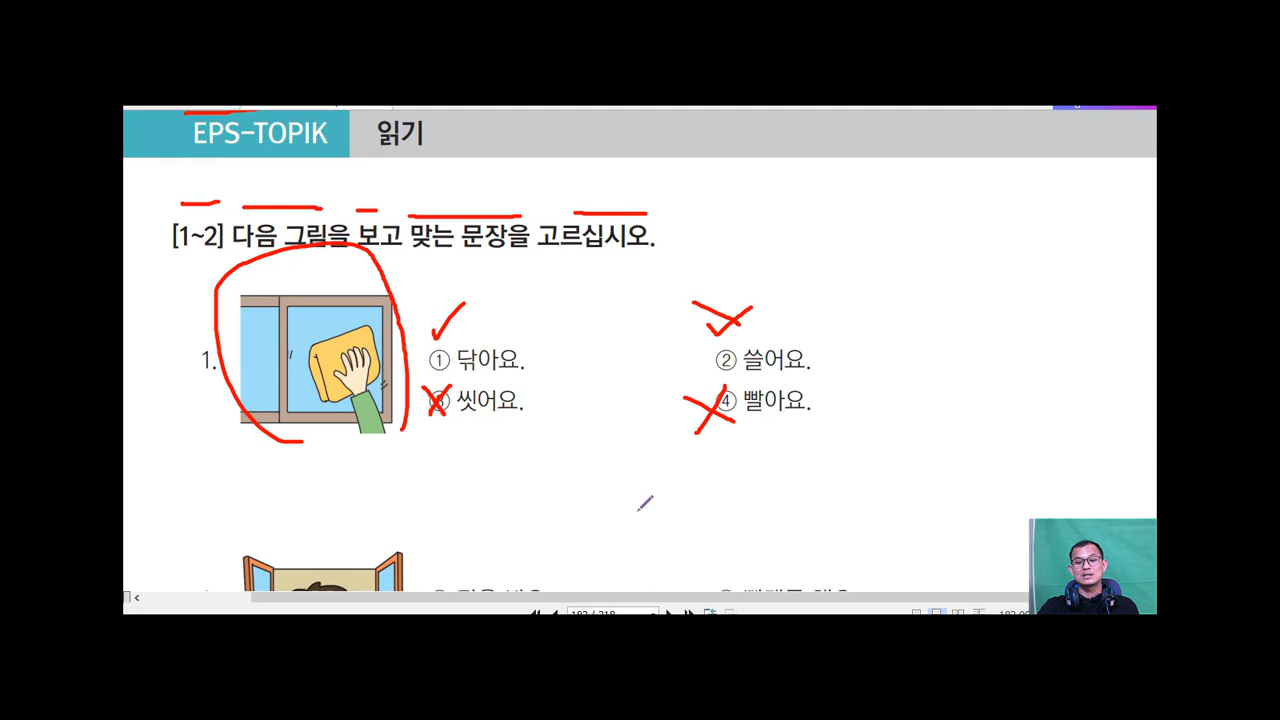 EPS-TOPIK 읽기
[1~2] 다음 그림을 보고 맞는 문장을 고르십시오.
1.
① 닦아요. ② 쓸어요.
③ 씻어요. ④ 빨아요.
182 / 218